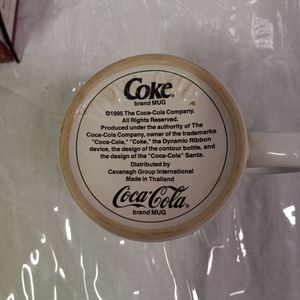 Coke
brand MUG
©1995 The Coca-Cola Company.
All Rights Reserved.
Produced under the authority of The
Coca-Cola Company, owner of the trademarks
"Coca-Cola," "Coke," the Dynamic Ribbon
device, the design of the contour bottle, and
the design of the "Coca-Cola" Santa.
Distributed by
Cavanagh Group International
Made in Thailand
Coca-Cola
brand MUG